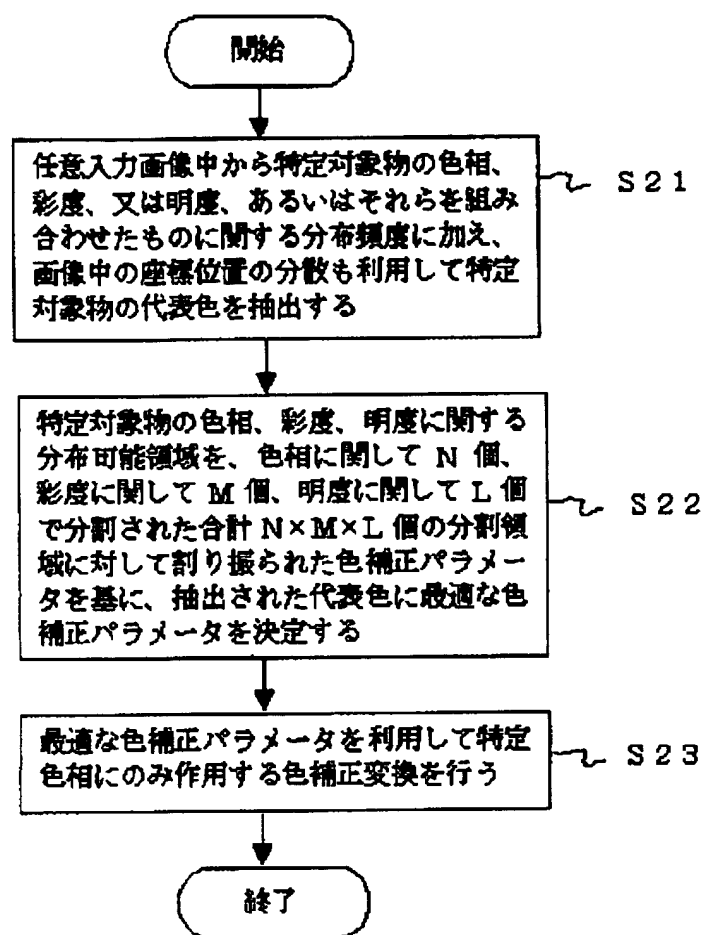 開始
任意入力画像中から特定対象物の色相、
彩度、又は明度、あるいはそれらを組み
合わせたものに関する分布頻度に加え、
画像中の座標位置の分散も利用して特定
対象物の代表色を抽出する
S21
特定対象物の色相、彩度、明度に関する
分布可能領域を、色相に関して N 個、
彩度に関して M 個、明度に関して L 個
で分割された合計 N×M×L 個の分割領
域に対して割り振られた色補正パラメー
タを基に、抽出された代表色に最適な色
補正パラメータを決定する
S22
最適な色補正パラメータを利用して特定
色相にのみ作用する色補正変換を行う
S23
終了